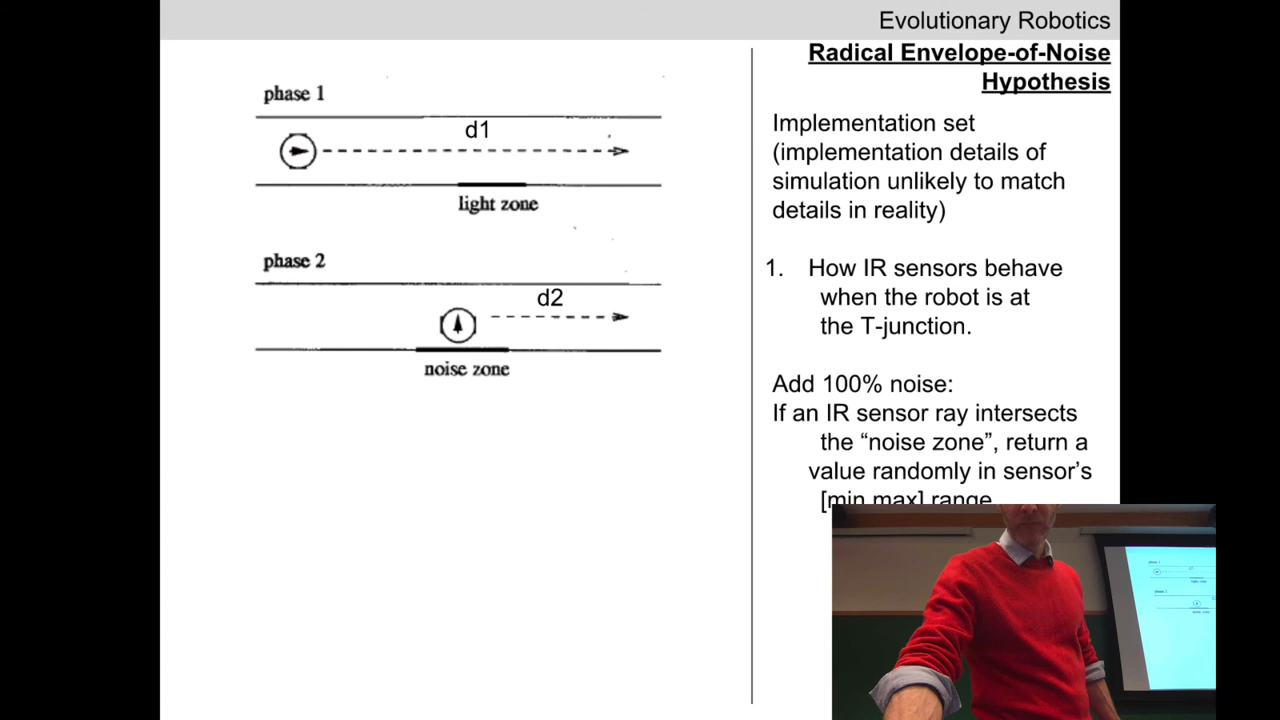 Evolutionary Robotics
Radical Envelope-of-Noise
Hypothesis
phase 1
d1
light zone
phase 2
d2
noise zone
Implementation set
(implementation details of
simulation unlikely to match
details in reality)
1. How IR sensors behave
when the robot is at
the T-junction.
Add 100% noise:
If an IR sensor ray intersects
the “noise zone”, return a
value randomly in sensor’s
[min max] range